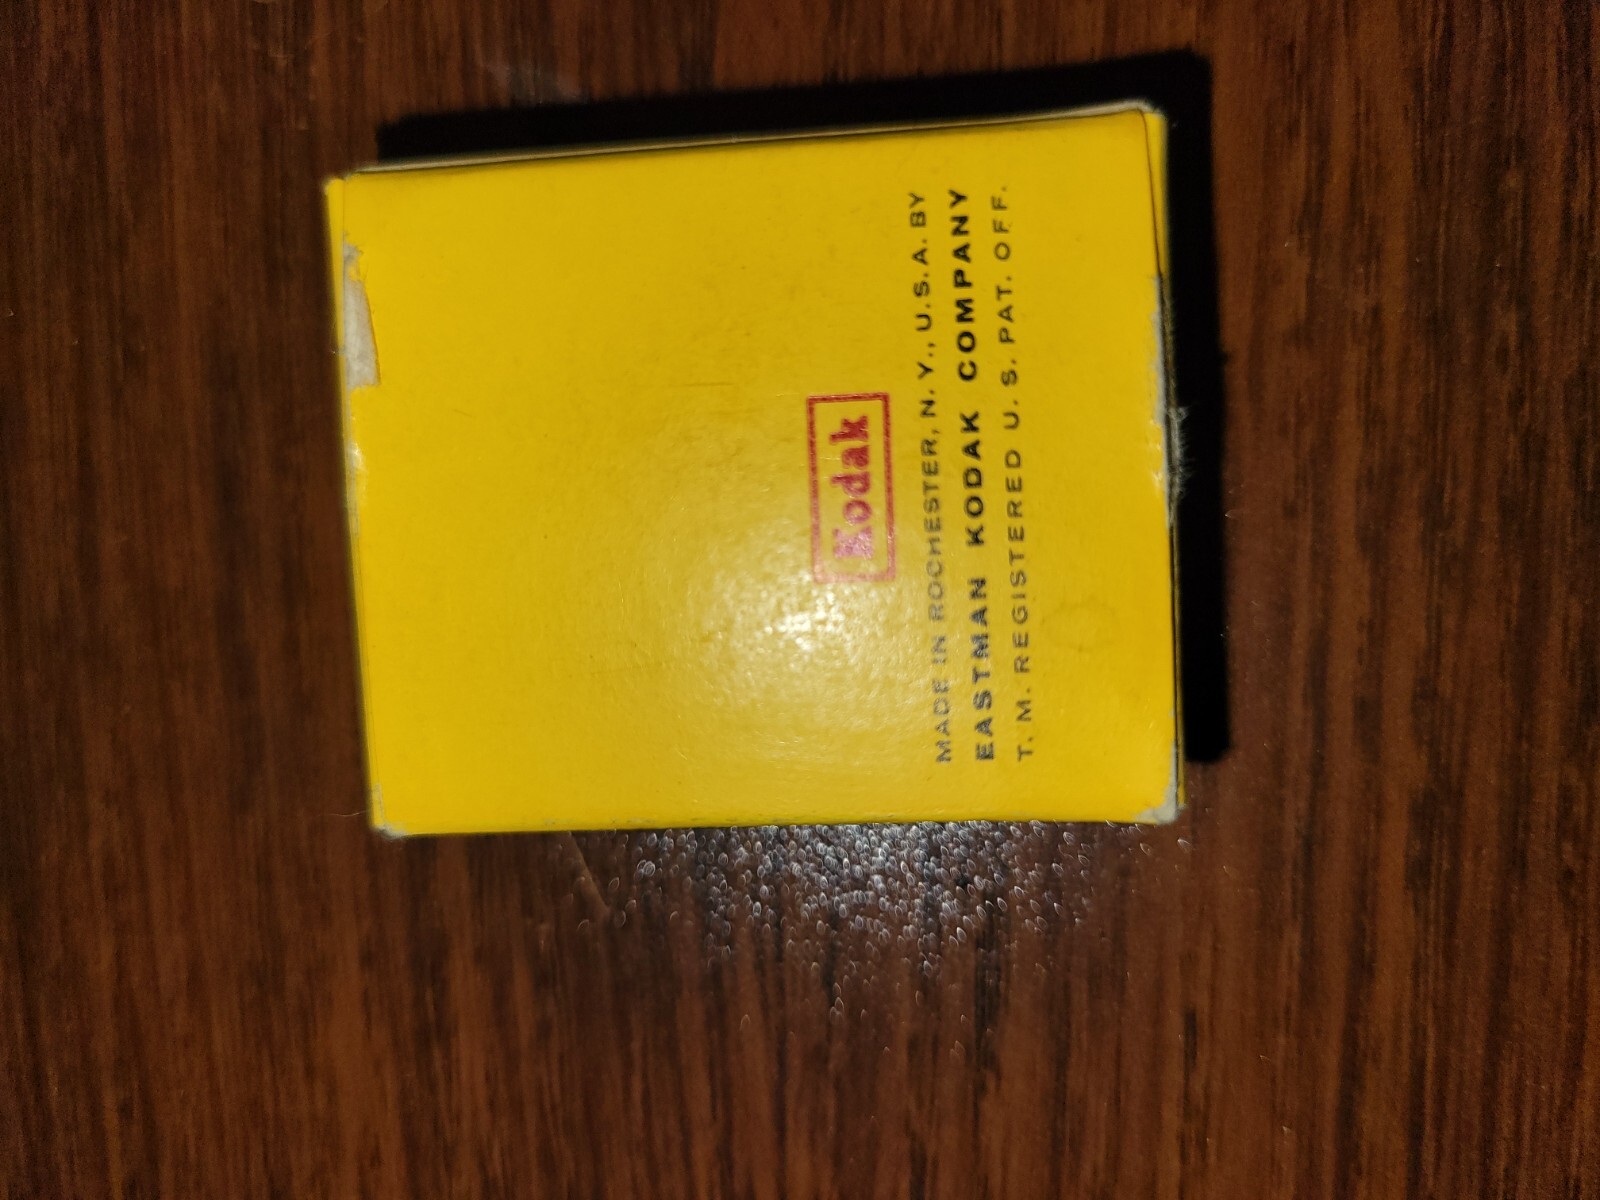 Kodak
MADE IN ROCHESTER, N. Y., U.S.A. BY
EASTMAN KODAK COMPANY
T. M. REGISTERED U. S. PAT. OFF.